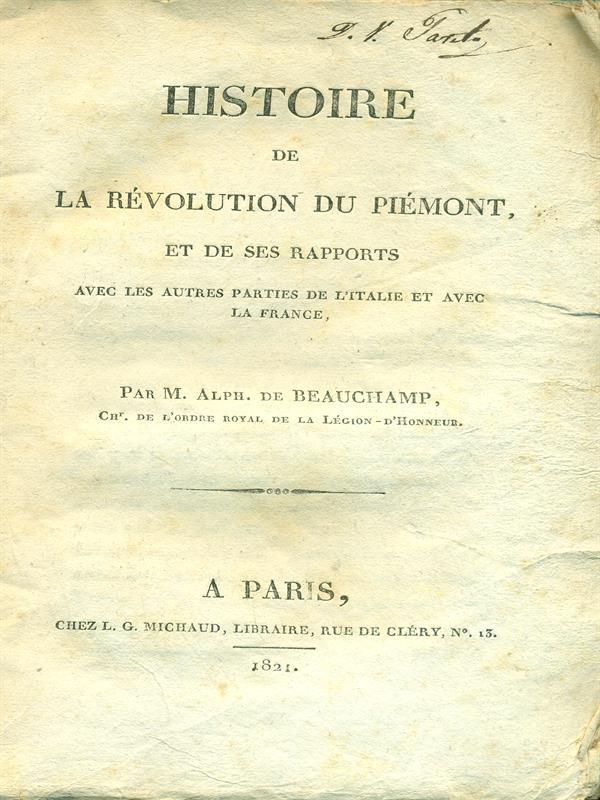 HISTOIRE
DE
LA RÉVOLUTION DU PIÉMONT,
ET DE SES RAPPORTS
AVEC LES AUTRES PARTIES DE L'ITALIE ET AVEC
LA FRANCE,
PAR M. ALPH. DE BEAUCHAMP,
CHr. DE L'ORDRE ROYAL DE LA LÉGION-D'HONNEUR.
A PARIS,
CHEZ L. G. MICHAUD, LIBRAIRE, RUE DE CLÉRY, No. 13.
1821.